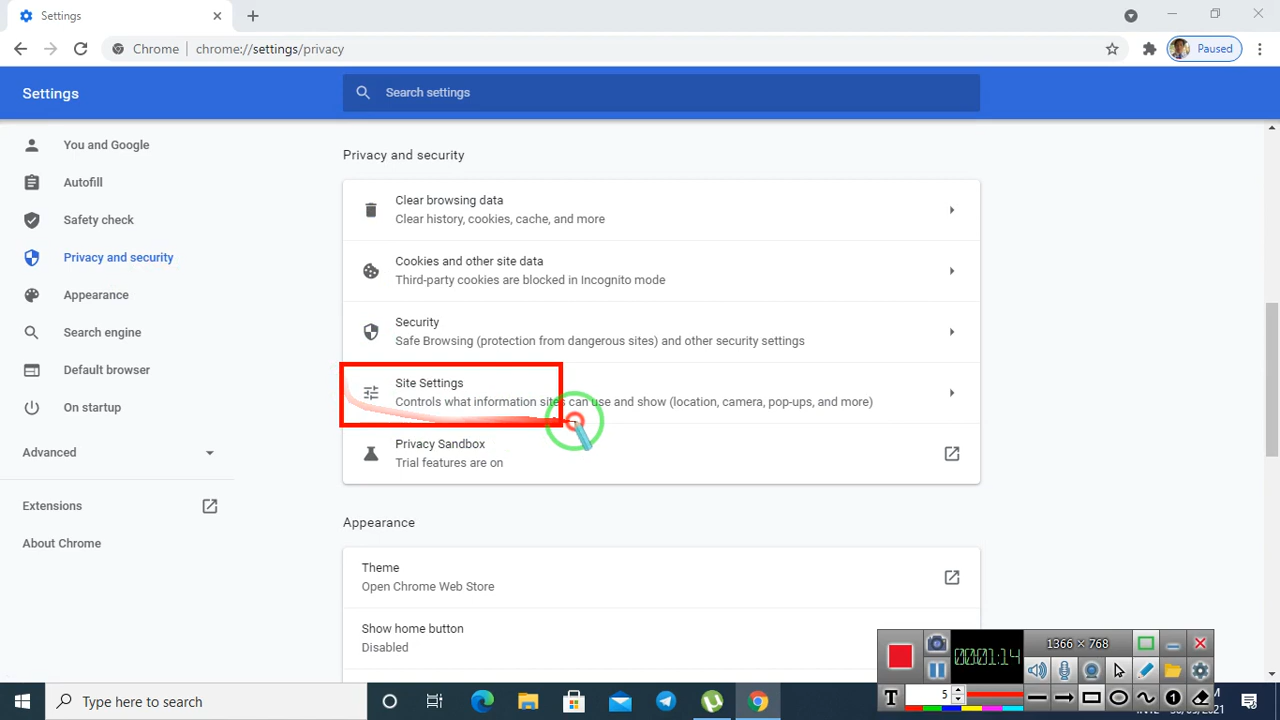 Settings
Paused
Chrome | chrome://settings/privacy
Settings
Search settings
You and Google
Autofill
Safety check
Privacy and security
Appearance
Search engine
Default browser
On startup
Advanced
Extensions
About Chrome
Privacy and security
Clear browsing data
Clear history, cookies, cache, and more
Cookies and other site data
Third-party cookies are blocked in Incognito mode
Security
Safe Browsing (protection from dangerous sites) and other security settings
Site Settings
Controls what information sites can use and show (location, camera, pop-ups, and more)
Privacy Sandbox
Trial features are on
Appearance
Theme
Open Chrome Web Store
Show home button
Disabled
1366 × 768
00:01:14
T
5
1
Type here to search